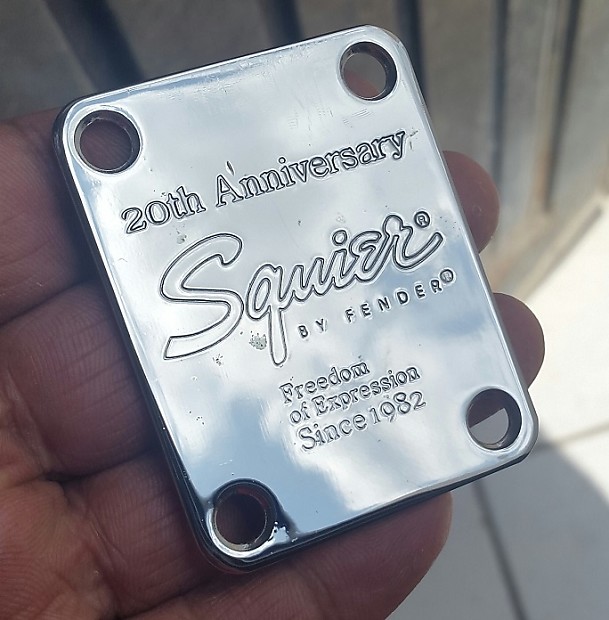 20th Anniversary
Squier®
BY FENDER®
Freedom
of Expression
Since 1982